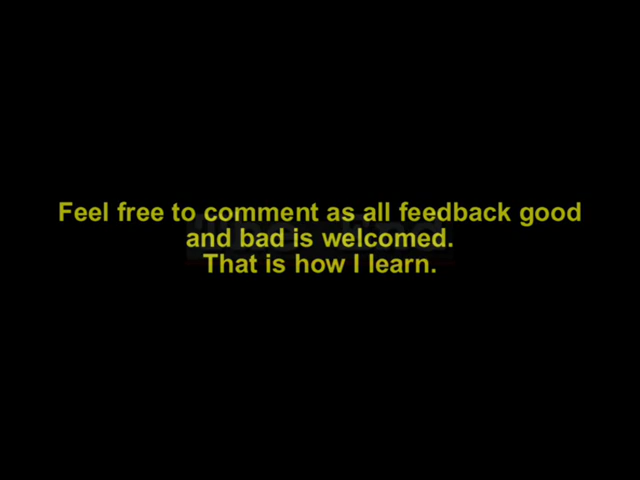 Feel free to comment as all feedback good
and bad is welcomed.
That is how I learn.